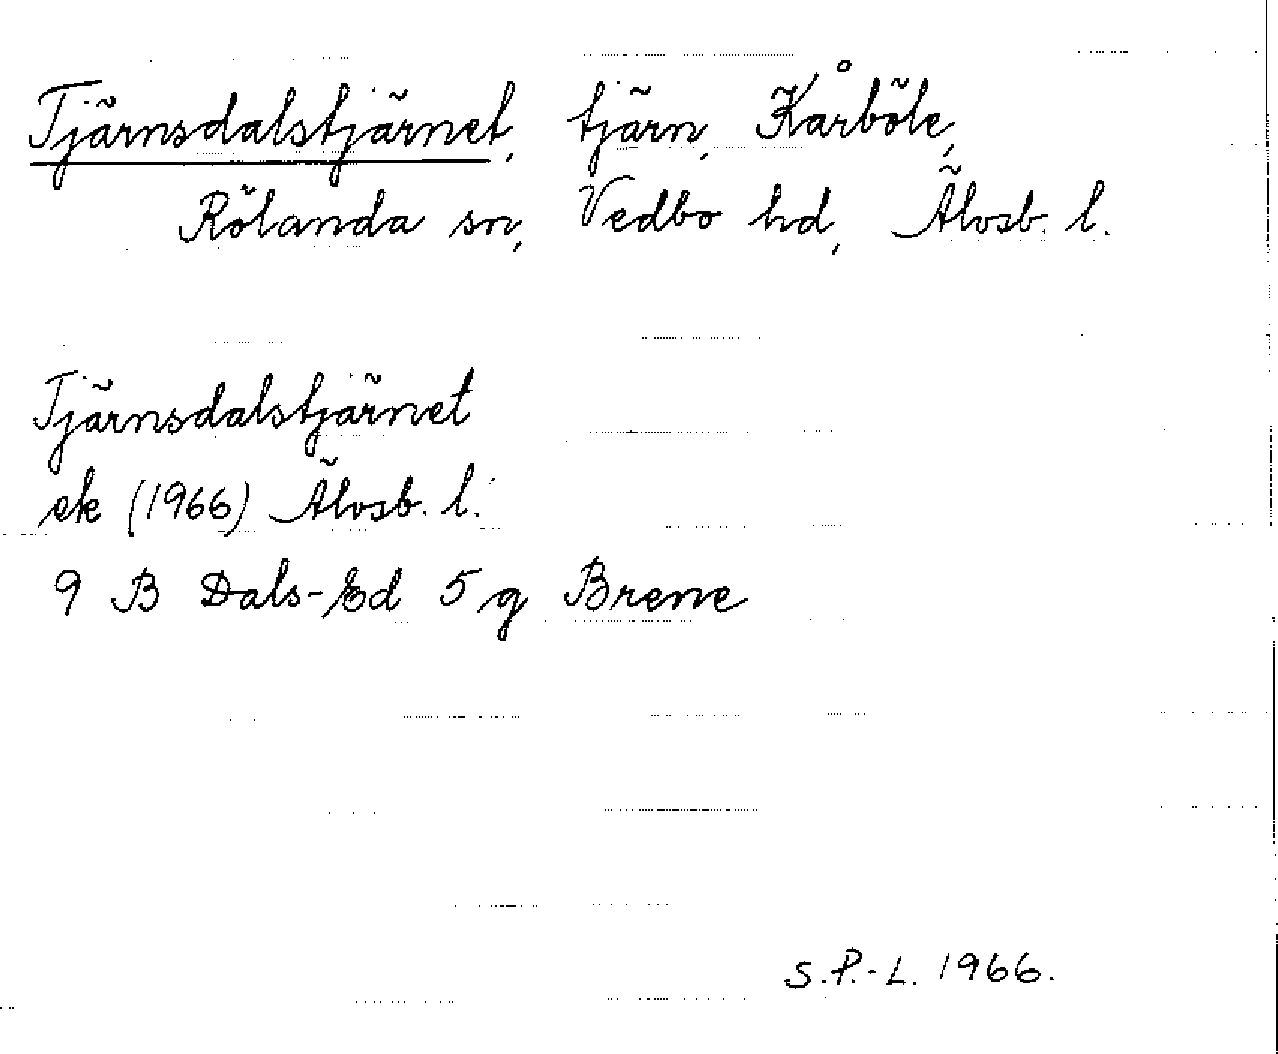 Tjärnsdalstjärnet, tjärn, Kårböle,
Rölanda sn, Vedbo hd, Älvsb. l.
Tjärnsdalstjärnet
ek (1966) Älvsb. l.
9 B Dals-Ed 5 g Brene
S.P.-L. 1966.